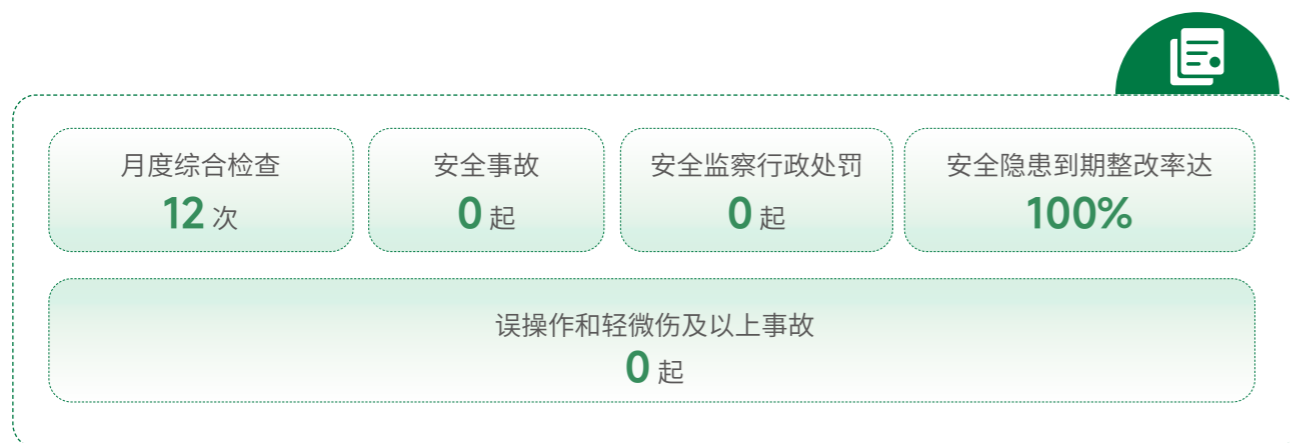 月度综合检查
12 次
安全事故
0 起
安全监察行政处罚
0 起
安全隐患到期整改率达
100%
误操作和轻微伤及以上事故
0 起